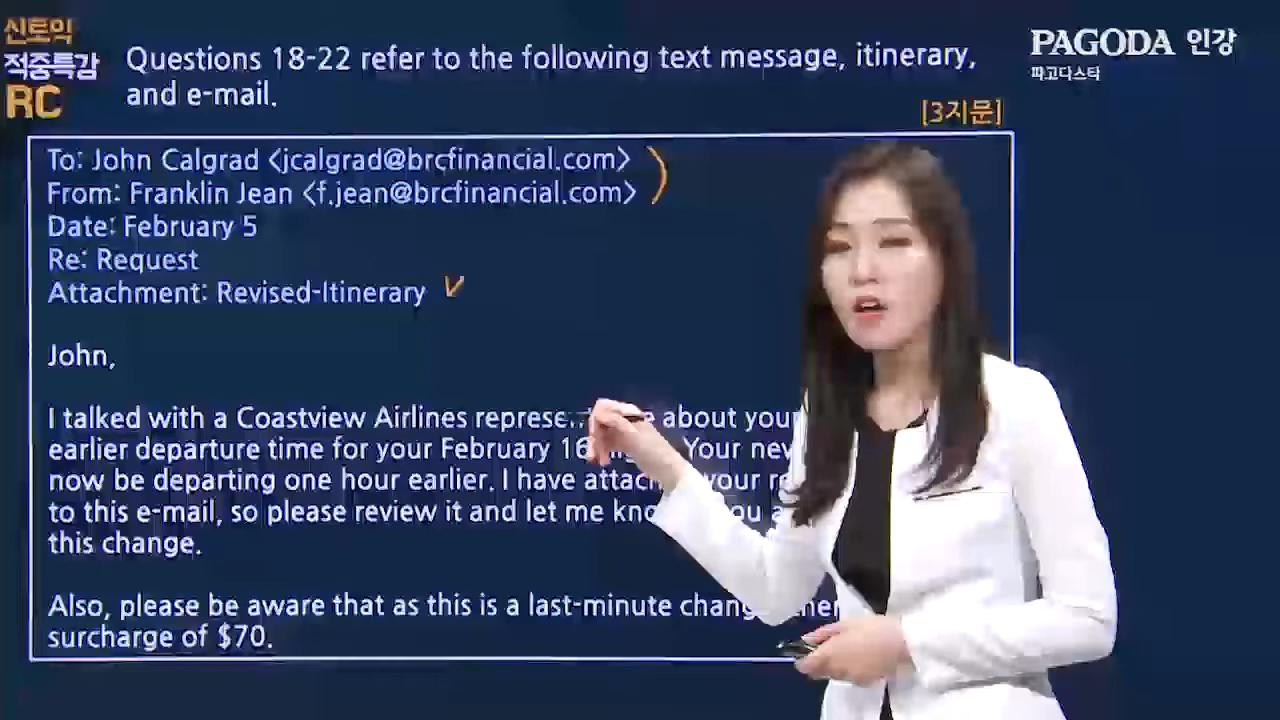 신토익
적중특감
RC
Questions 18-22 refer to the following text message, itinerary,
and e-mail.
PAGODA 인강
파고다스타
[3지문]
To: John Calgrad <jcalgrad@brcfinancial.com>
From: Franklin Jean <f.jean@brcfinancial.com>
Date: February 5
Re: Request
Attachment: Revised-Itinerary
John,
I talked with a Coastview Airlines about your
earlier departure time for your February 16 Your
now be departing one hour earlier. I have your
to this e-mail, so please review it and let me
this change.
Also, please be aware that as this is a last-minute
surcharge of $70.